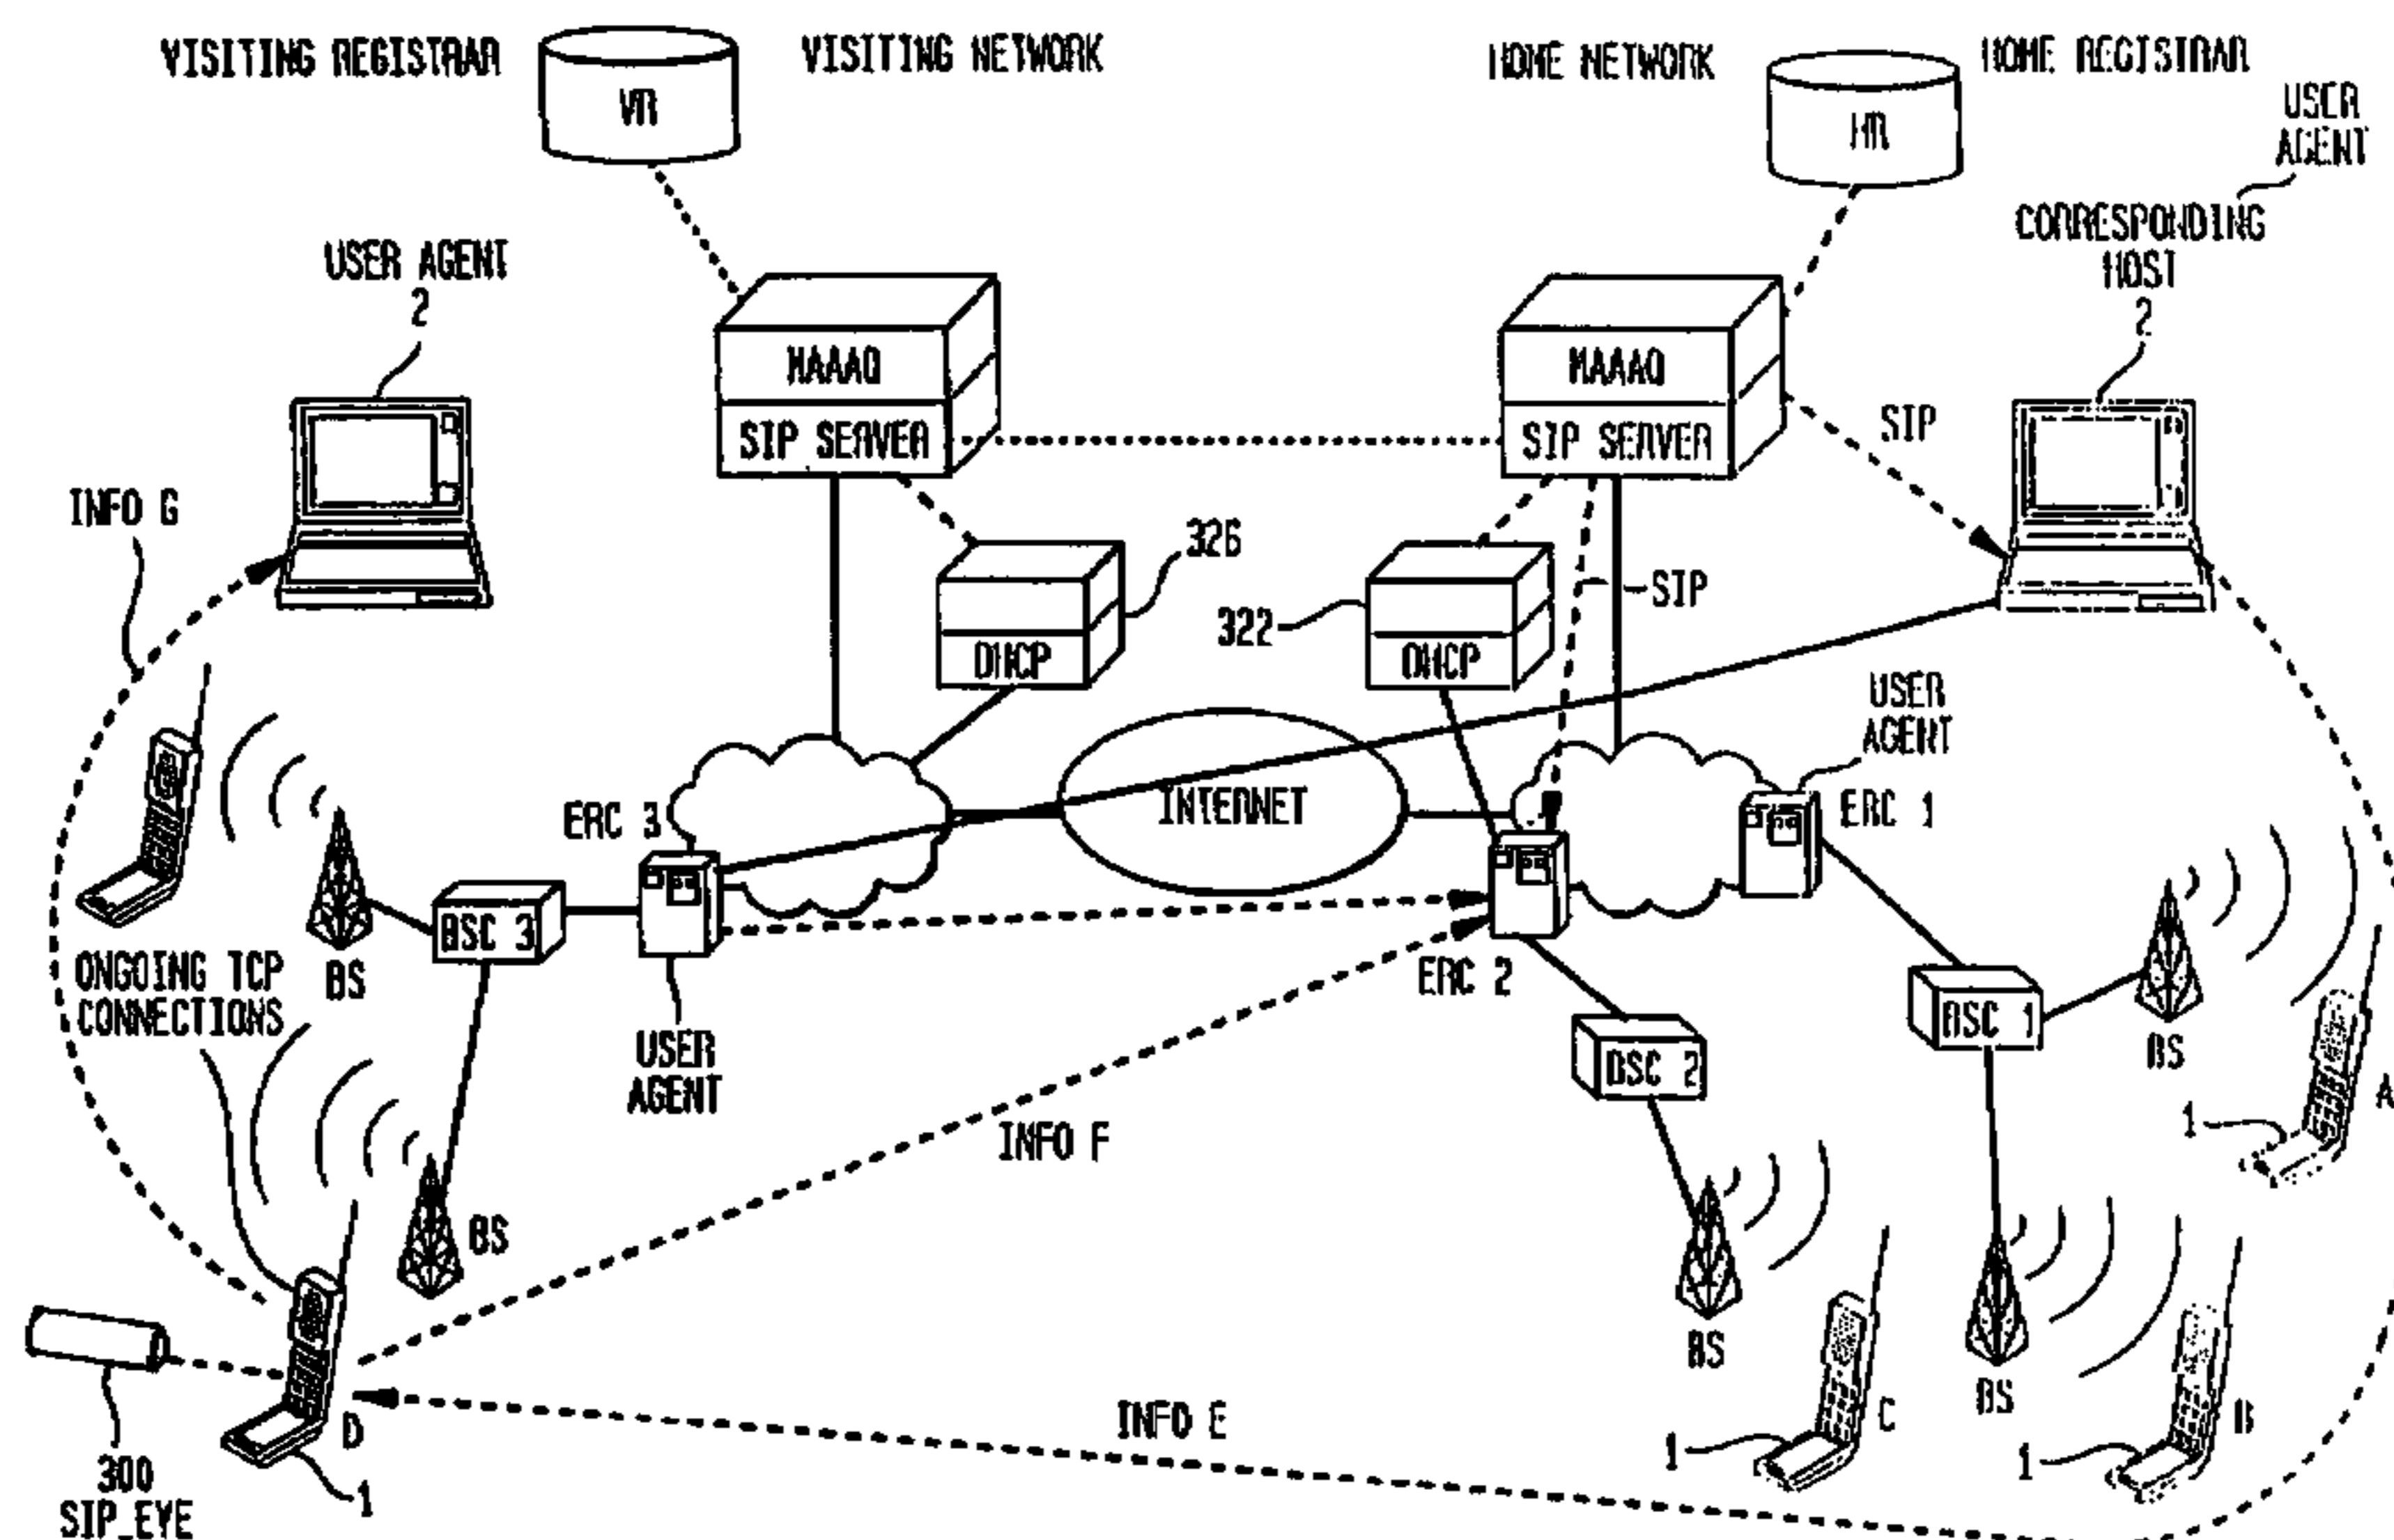 VISITING REGISTRAR
VR
VISITING NETWORK
HOME NETWORK
HR
HOME REGISTRAR
USER
AGENT
CORRESPONDING
HOST
2
USER AGENT
2
MAAAQ
SIP SERVER
MAAAQ
SIP SERVER
SIP
INFO G
326
DHCP
322
DHCP
SIP
USER
AGENT
ERC 3
INTERNET
ERC 1
BSC 3
BS
ONGOING TCP
CONNECTIONS
USER
AGENT
ERC 2
BSC 2
BSC 1
BS
A
1
INFO F
BS
BS
C
1
BS
B
1
D
1
INFO E
300
SIP_EYE